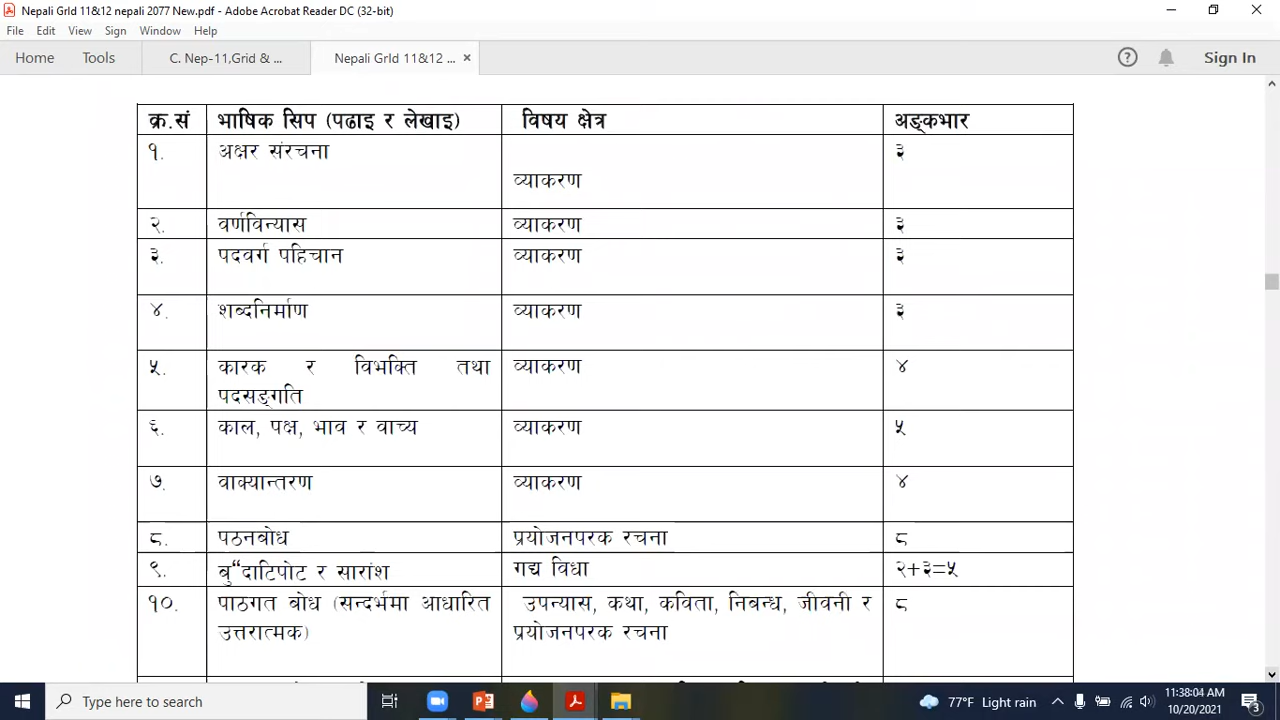 Nepali GrId 11&12 nepali 2077 New.pdf - Adobe Acrobat Reader DC (32-bit)
File Edit View Sign Window Help
Home Tools C. Nep-11,Grid & ... Nepali GrId 11&12 ... × Sign In
क्र.सं भाषिक सिप (पढाइ र लेखाइ) विषय क्षेत्र अङ्कभार
१. अक्षर संरचना ३
व्याकरण
२. वर्णविन्यास व्याकरण ३
३. पदवर्ग पहिचान व्याकरण ३
४. शब्दनिर्माण व्याकरण ३
५. कारक र विभक्ति तथा व्याकरण ४
पदसङ्गति
६. काल, पक्ष, भाव र वाच्य व्याकरण ५
७. वाक्यान्तरण व्याकरण ४
८. पठनबोध प्रयोजनपरक रचना ८
९. बु“दाटिपोट र सारांश गद्य विधा २+३=५
१०. पाठगत बोध (सन्दर्भमा आधारित उपन्यास, कथा, कविता, निबन्ध, जीवनी र ८
उत्तरात्मक) प्रयोजनपरक रचना
Type here to search 77°F Light rain 11:38:04 AM
10/20/2021 3